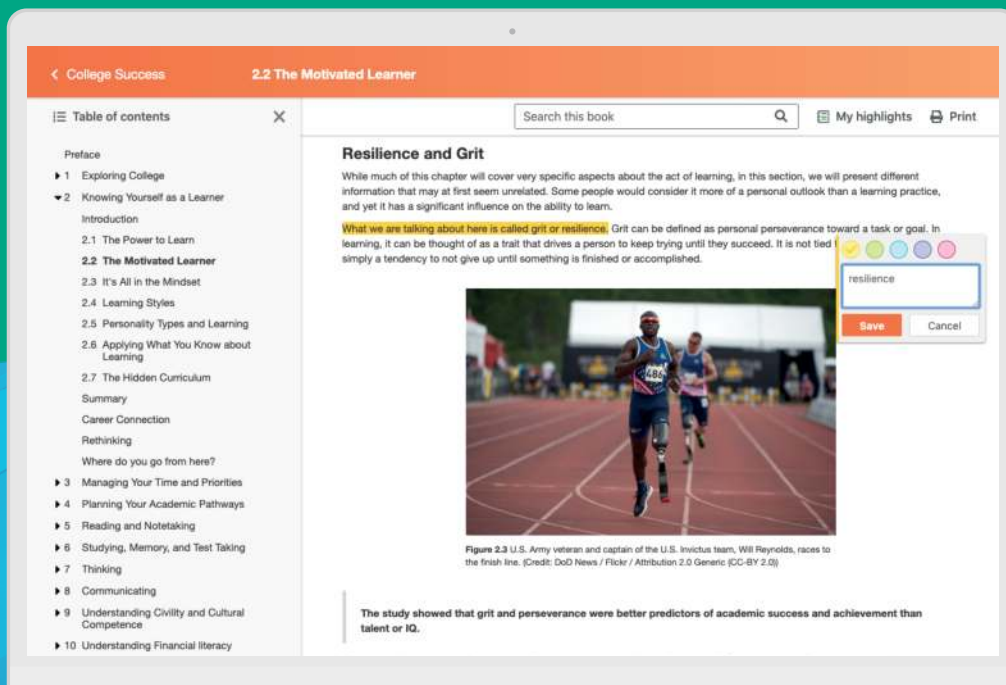 College Success
2.2 The Motivated Learner
Table of contents
Search this book
My highlights
Print
Preface
1 Exploring College
2 Knowing Yourself as a Learner
Introduction
2.1 The Power to Learn
2.2 The Motivated Learner
2.3 It's All in the Mindset
2.4 Learning Styles
2.5 Personality Types and Learning
2.6 Applying What You Know about
Learning
2.7 The Hidden Curriculum
Summary
Career Connection
Rethinking
Where do you go from here?
3 Managing Your Time and Priorities
4 Planning Your Academic Pathways
5 Reading and Notetaking
6 Studying, Memory, and Test Taking
7 Thinking
8 Communicating
9 Understanding Civility and Cultural
Competence
10 Understanding Financial literacy
Resilience and Grit
While much of this chapter will cover very specific aspects about the act of learning, in this section, we will present different
information that may at first seem unrelated. Some people would consider it more of a personal outlook than a learning practice,
and yet it has a significant influence on the ability to learn.
What we are talking about here is called grit or resilience. Grit can be defined as personal perseverance toward a task or goal. In
learning, it can be thought of as a trait that drives a person to keep trying until they succeed. It is not tied
simply a tendency to not give up until something is finished or accomplished.
resilience
Save
Cancel
486
Figure 2.3 U.S. Army veteran and captain of the U.S. Invictus team, Will Reynolds, races to
the finish line. (Credit: DoD News / Flickr / Attribution 2.0 Generic (CC-BY 2.0))
The study showed that grit and perseverance were better predictors of academic success and achievement than
talent or IQ.